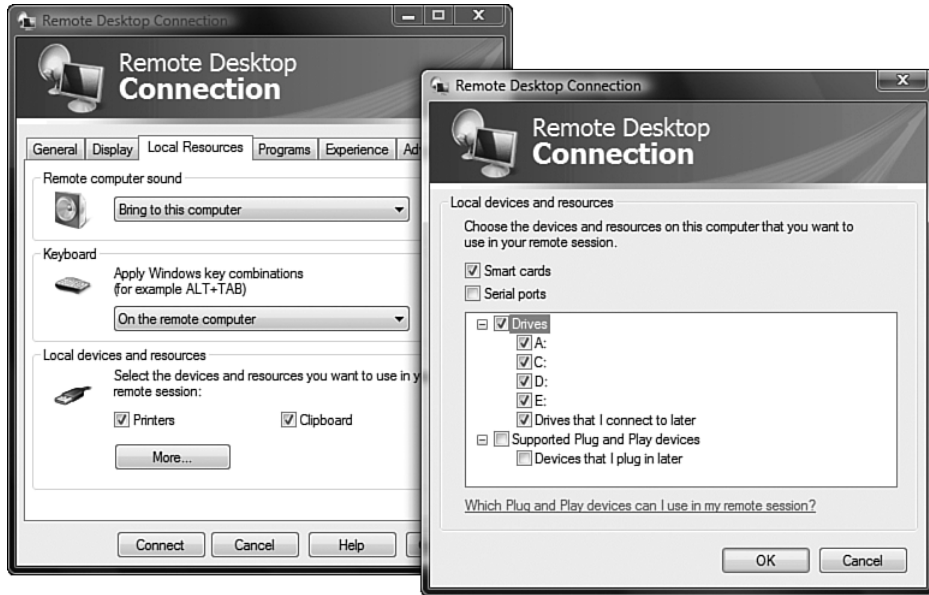 Remote Desktop Connection
Remote Desktop
Connection
General Display Local Resources Programs Experience Ad
Remote computer sound
Bring to this computer
Keyboard
Apply Windows key combinations
(for example ALT+TAB)
On the remote computer
Local devices and resources
Select the devices and resources you want to use in y
remote session:
Printers Clipboard
More...
Connect Cancel Help
Remote Desktop Connection
Remote Desktop
Connection
Local devices and resources
Choose the devices and resources on this computer that you want to
use in your remote session.
Smart cards
Serial ports
Drives
A:
C:
D:
E:
Drives that I connect to later
Supported Plug and Play devices
Devices that I plug in later
Which Plug and Play devices can I use in my remote session?
OK Cancel